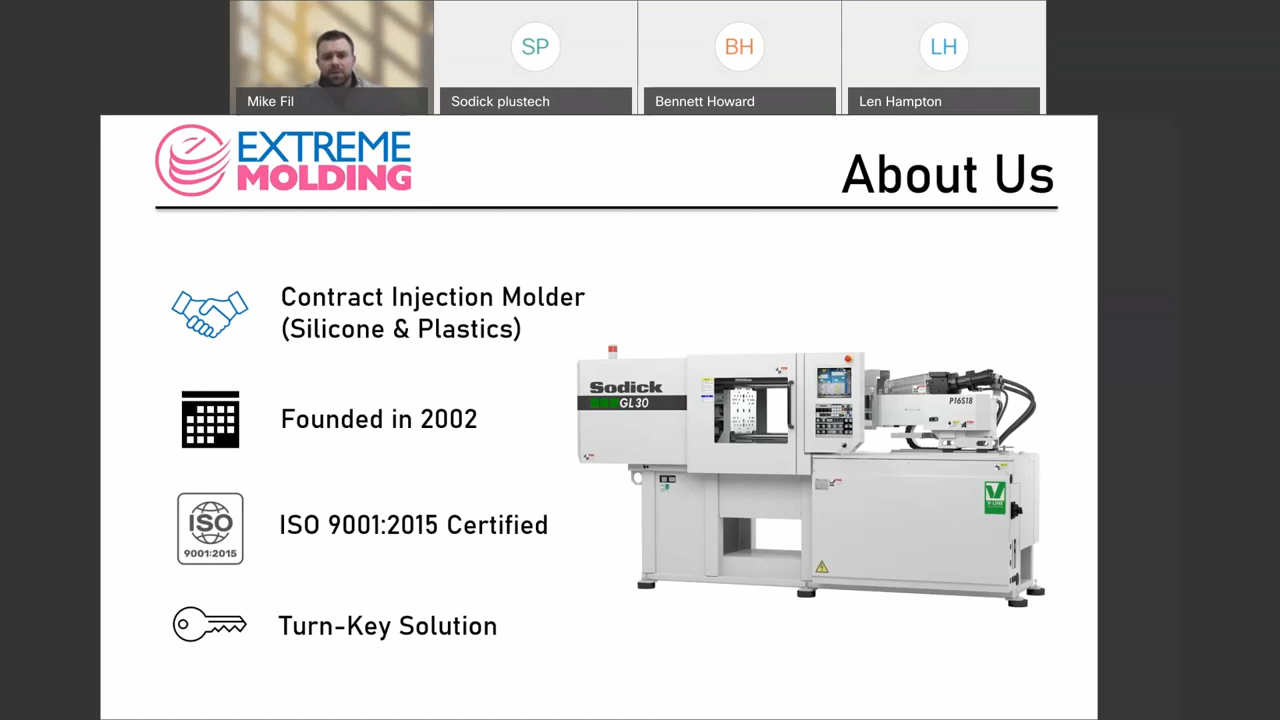 SP
BH
LH
Mike Fil
Sodick plustech
Bennett Howard
Len Hampton
EXTREME
MOLDING
About Us
Contract Injection Molder
(Silicone & Plastics)
Founded in 2002
ISO
9001:2015
ISO 9001:2015 Certified
Turn-Key Solution
Sodick
GL30
P16S18
V-LINE